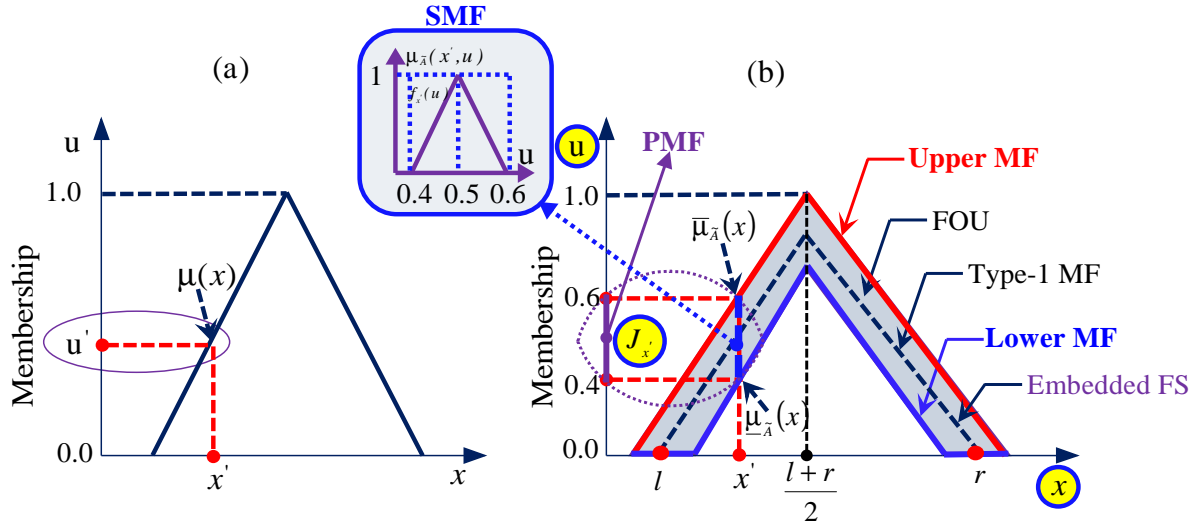 (a)
u
1.0
Membership
μ(x)
u'
0.0
x'
x
SMF
μ_Ã(x', u)
1
f_x'(u)
u
0.4 0.5 0.6
(b)
u
PMF
1.0
Upper MF
μ̅_Ã(x)
FOU
Type-1 MF
Membership
0.6
J_x'
Lower MF
0.4
Embedded FS
μ̲_Ã(x)
0.0
l
x'
l + r
2
r
x